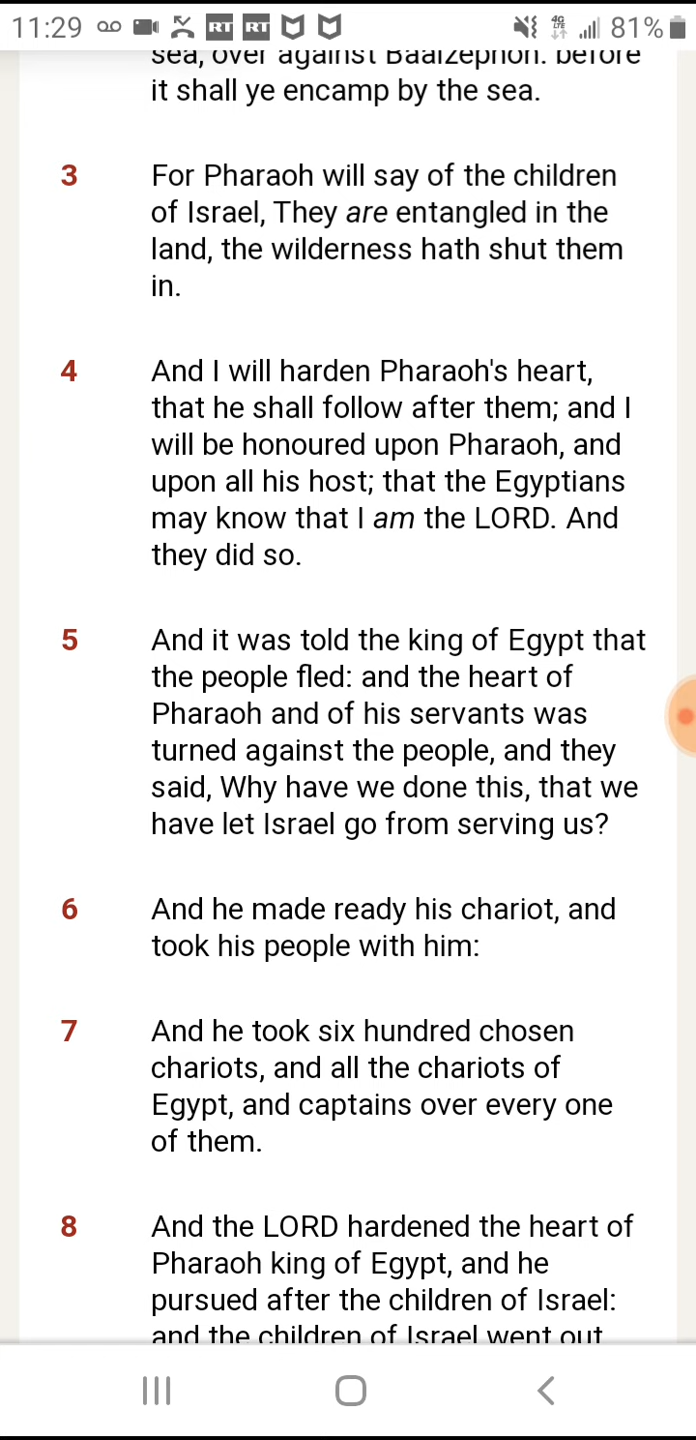 11:29 RT RT 4G LTE 81%
sea, over against Baalzephon: before
it shall ye encamp by the sea.
3 For Pharaoh will say of the children
of Israel, They are entangled in the
land, the wilderness hath shut them
in.
4 And I will harden Pharaoh's heart,
that he shall follow after them; and I
will be honoured upon Pharaoh, and
upon all his host; that the Egyptians
may know that I am the LORD. And
they did so.
5 And it was told the king of Egypt that
the people fled: and the heart of
Pharaoh and of his servants was
turned against the people, and they
said, Why have we done this, that we
have let Israel go from serving us?
6 And he made ready his chariot, and
took his people with him:
7 And he took six hundred chosen
chariots, and all the chariots of
Egypt, and captains over every one
of them.
8 And the LORD hardened the heart of
Pharaoh king of Egypt, and he
pursued after the children of Israel:
and the children of Israel went out